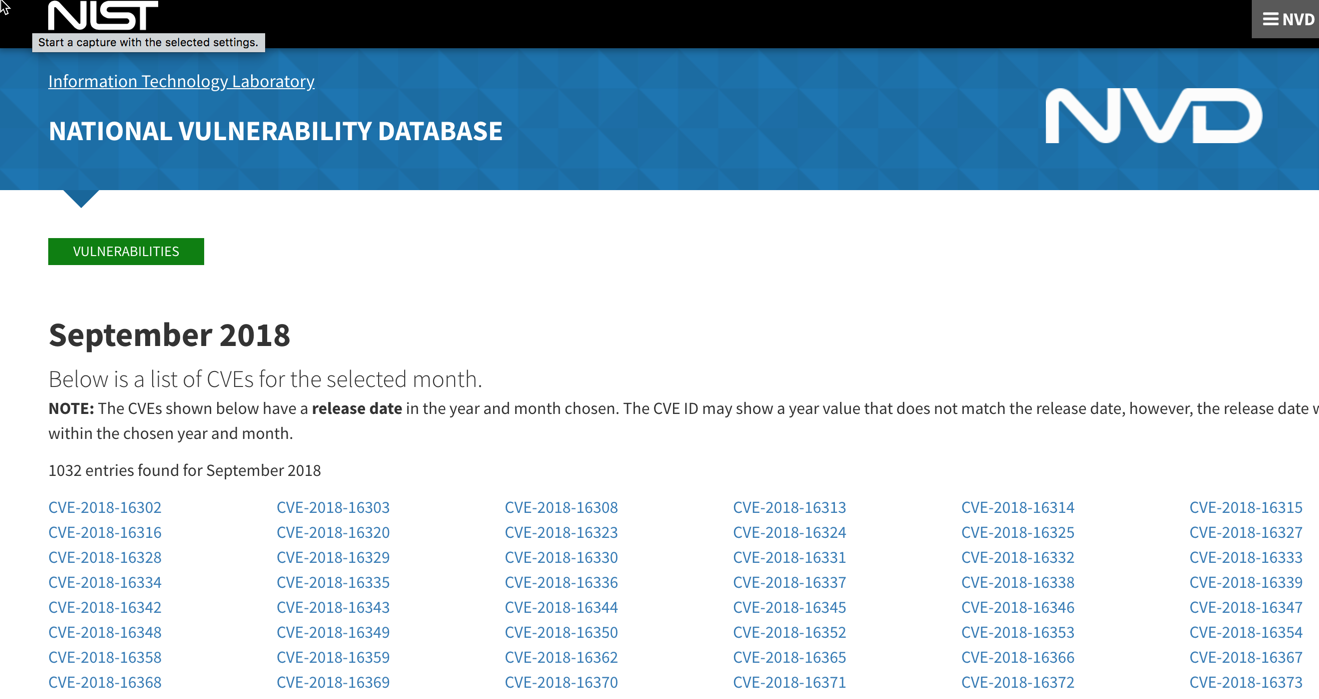 NIST
NVD
Start a capture with the selected settings.
Information Technology Laboratory
NATIONAL VULNERABILITY DATABASE
NVD
VULNERABILITIES
September 2018
Below is a list of CVEs for the selected month.
NOTE: The CVEs shown below have a release date in the year and month chosen. The CVE ID may show a year value that does not match the release date, however, the release date
within the chosen year and month.
1032 entries found for September 2018
CVE-2018-16302 CVE-2018-16303 CVE-2018-16308 CVE-2018-16313 CVE-2018-16314 CVE-2018-16315
CVE-2018-16316 CVE-2018-16320 CVE-2018-16323 CVE-2018-16324 CVE-2018-16325 CVE-2018-16327
CVE-2018-16328 CVE-2018-16329 CVE-2018-16330 CVE-2018-16331 CVE-2018-16332 CVE-2018-16333
CVE-2018-16334 CVE-2018-16335 CVE-2018-16336 CVE-2018-16337 CVE-2018-16338 CVE-2018-16339
CVE-2018-16342 CVE-2018-16343 CVE-2018-16344 CVE-2018-16345 CVE-2018-16346 CVE-2018-16347
CVE-2018-16348 CVE-2018-16349 CVE-2018-16350 CVE-2018-16352 CVE-2018-16353 CVE-2018-16354
CVE-2018-16358 CVE-2018-16359 CVE-2018-16362 CVE-2018-16365 CVE-2018-16366 CVE-2018-16367
CVE-2018-16368 CVE-2018-16369 CVE-2018-16370 CVE-2018-16371 CVE-2018-16372 CVE-2018-16373